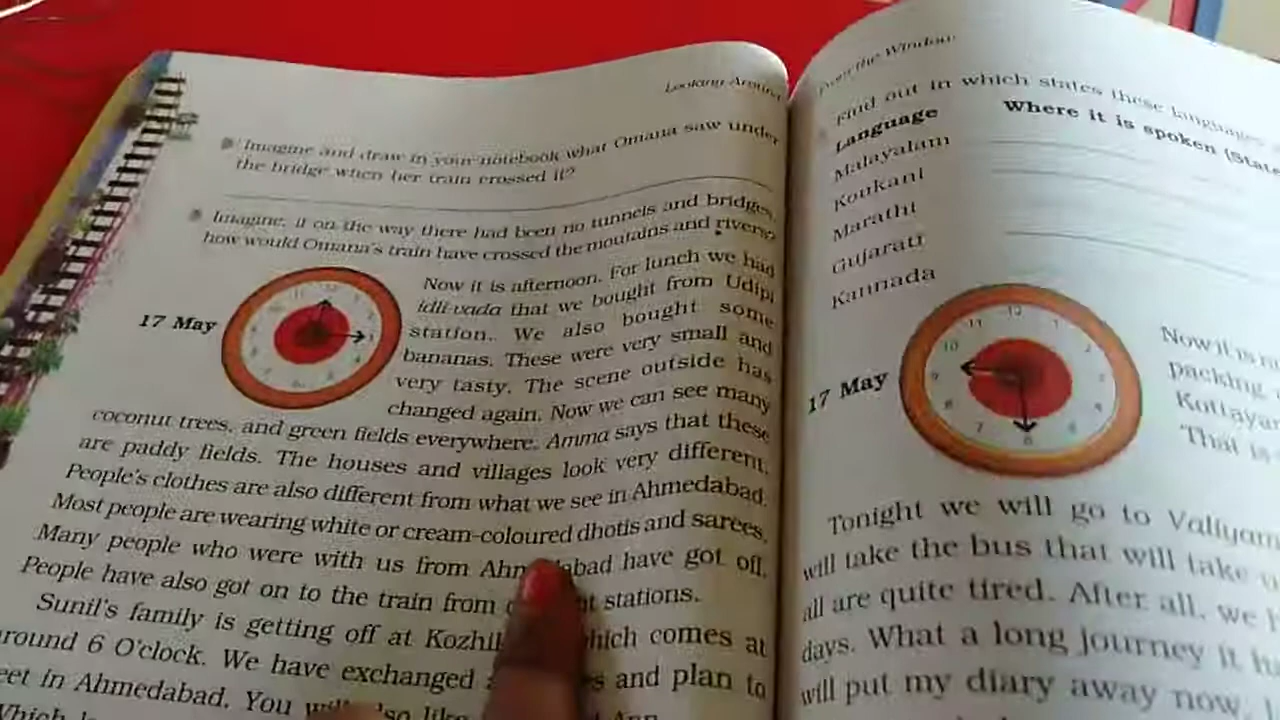 Looking Around
Imagine and draw in your notebook what Omana saw under
the bridge when her train crossed it?
Imagine, if on the way there had been no tunnels and bridges,
how would Omana's train have crossed the moutains and rivers?
17 May
Now it is afternoon. For lunch we had
idli-vada that we bought from Udipi
station. We also bought some
bananas. These were very small and
very tasty. The scene outside has
changed again. Now we can see many
coconut trees, and green fields everywhere. Amma says that these
are paddy fields. The houses and villages look very different.
People's clothes are also different from what we see in Ahmedabad.
Most people are wearing white or cream-coloured dhotis and sarees.
Many people who were with us from Ahmedabad have got off.
People have also got on to the train from stations.
Sunil's family is getting off at which comes at
around 6 O'clock. We have exchanged and plan to
in Ahmedabad. You like
From the Window
Find out in which states these languages
Language Where it is spoken
Malayalam
Konkani
Marathi
Gujarati
Kannada
17 May
Now it is
packing
That is
Tonight we will go to
will take the bus that will take
all are quite tired. After all, we
days. What a long journey it
will put my diary away now.